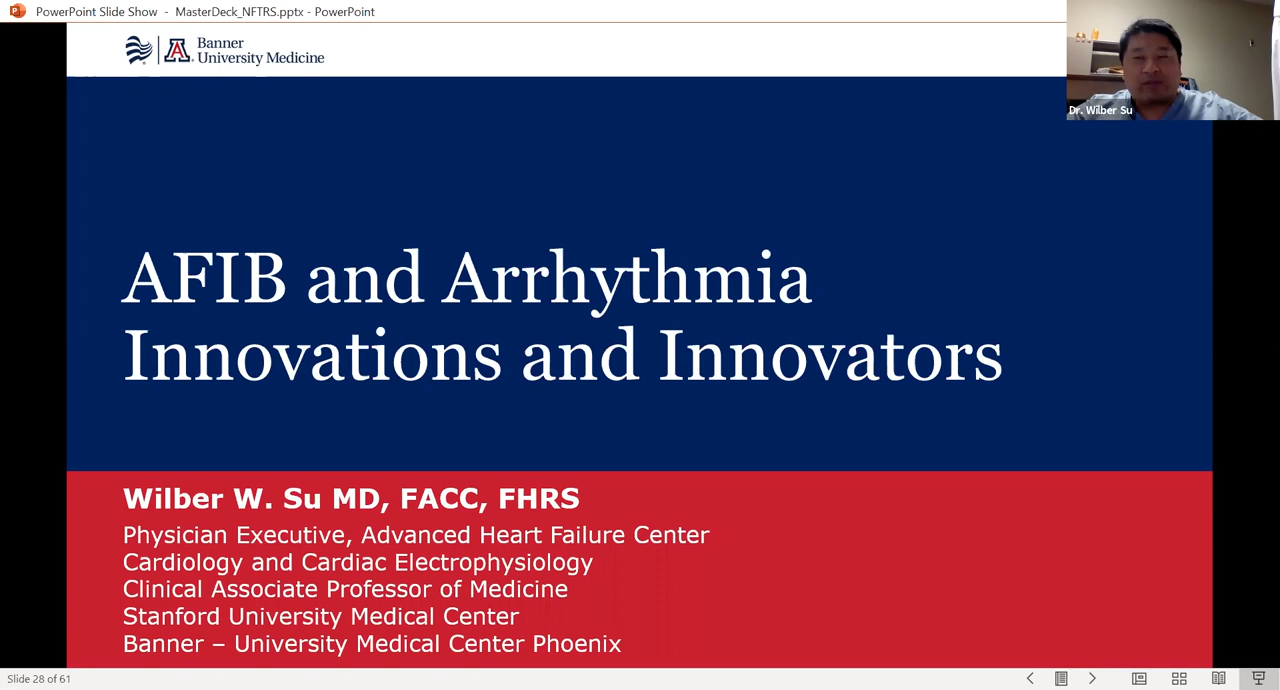 PowerPoint Slide Show - MasterDeck_NFTRS.pptx - PowerPoint
Banner
University Medicine
Dr. Wilber Su
AFIB and Arrhythmia
Innovations and Innovators
Wilber W. Su MD, FACC, FHRS
Physician Executive, Advanced Heart Failure Center
Cardiology and Cardiac Electrophysiology
Clinical Associate Professor of Medicine
Stanford University Medical Center
Banner – University Medical Center Phoenix
Slide 28 of 61